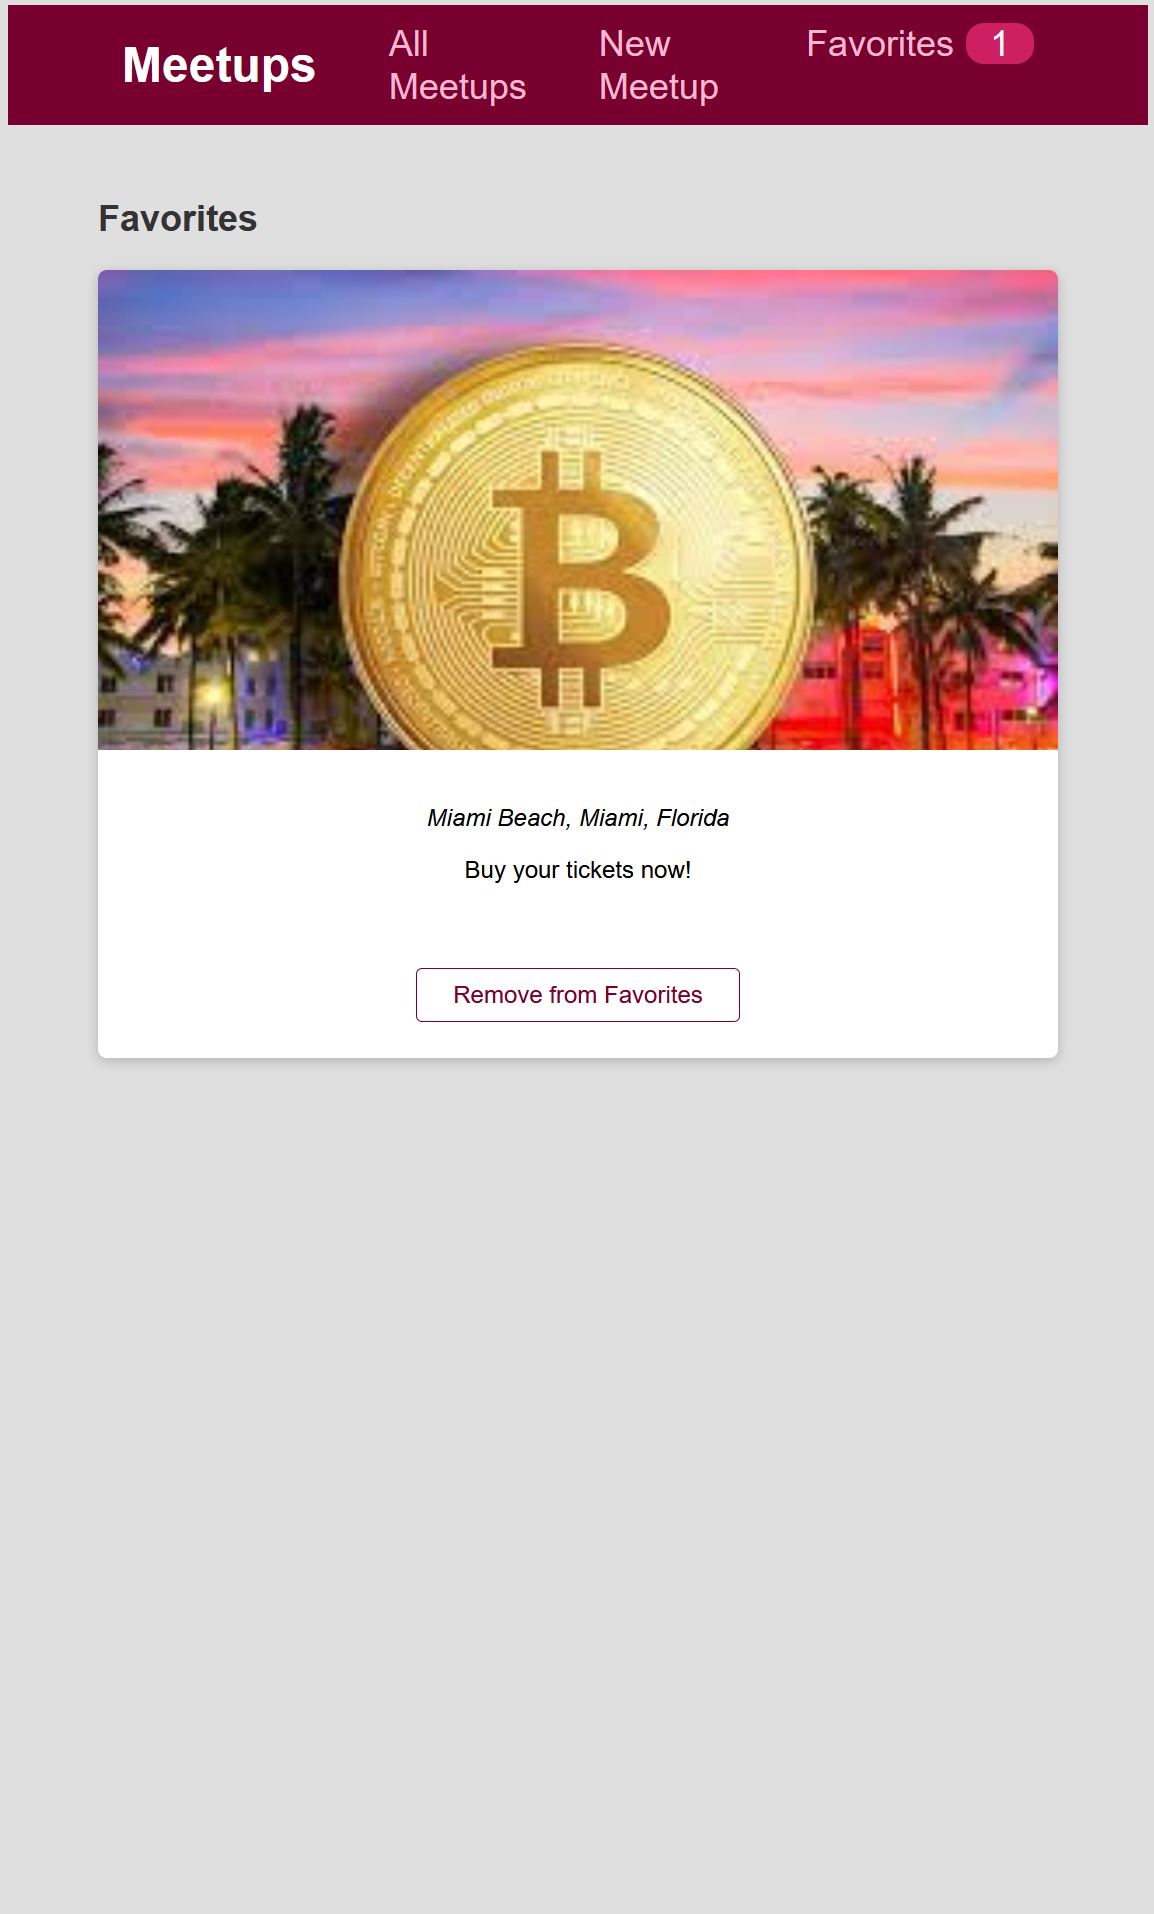 Meetups
All
Meetups
New
Meetup
Favorites 1
Favorites
Miami Beach, Miami, Florida
Buy your tickets now!
Remove from Favorites